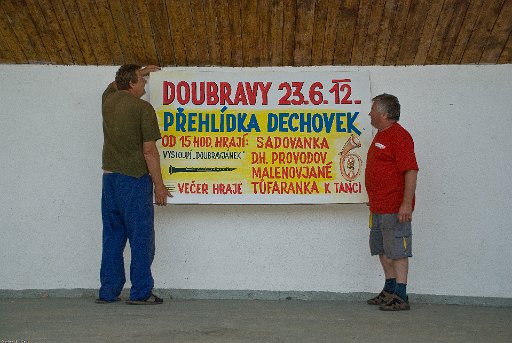 DOUBRAVY 23.6.12.
PŘEHLÍDKA DECHOVEK
OD 15 HOD. HRAJÍ: SADOVANKA
VYSTOUPÍ „DOUBRAVJANEK" DH. PROVODOV
MALENOVJANÉ
VEČER HRAJE TUFARANKA K TANCI